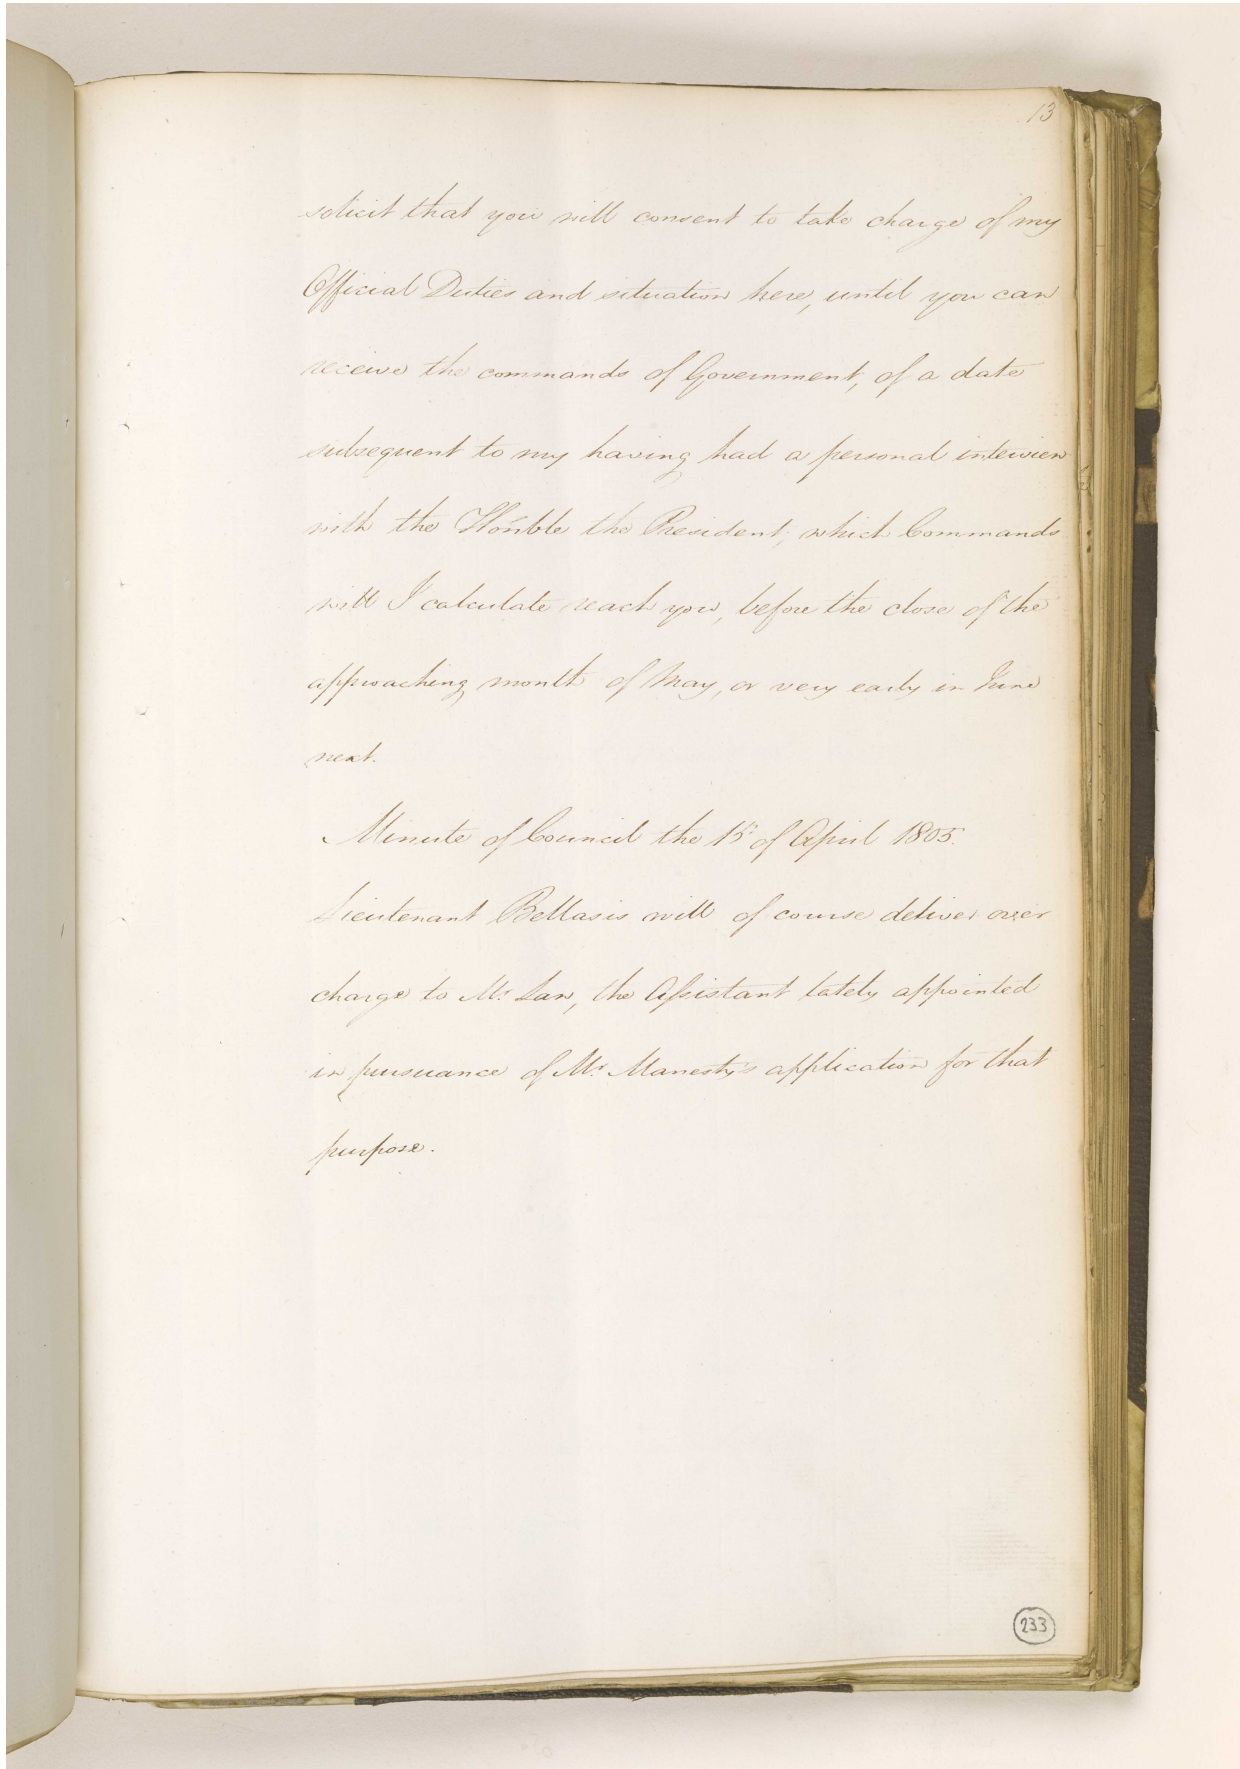 13
solicit that you will consent to take charge of my
Official Duties and situation here, until you can
receive the commands of Government, of a date
subsequent to my having had a personal interview
with the Honble the President, which Commands
will I calculate reach you, before the close of the
approaching month of May, or very early in June
next.
Minute of Council the 15th of April 1805.
Lieutenant Bellasis will of course deliver over
charge to Mr. Law, the Assistant lately appointed
in pursuance of Mr. Manesty's application for that
purpose.
233